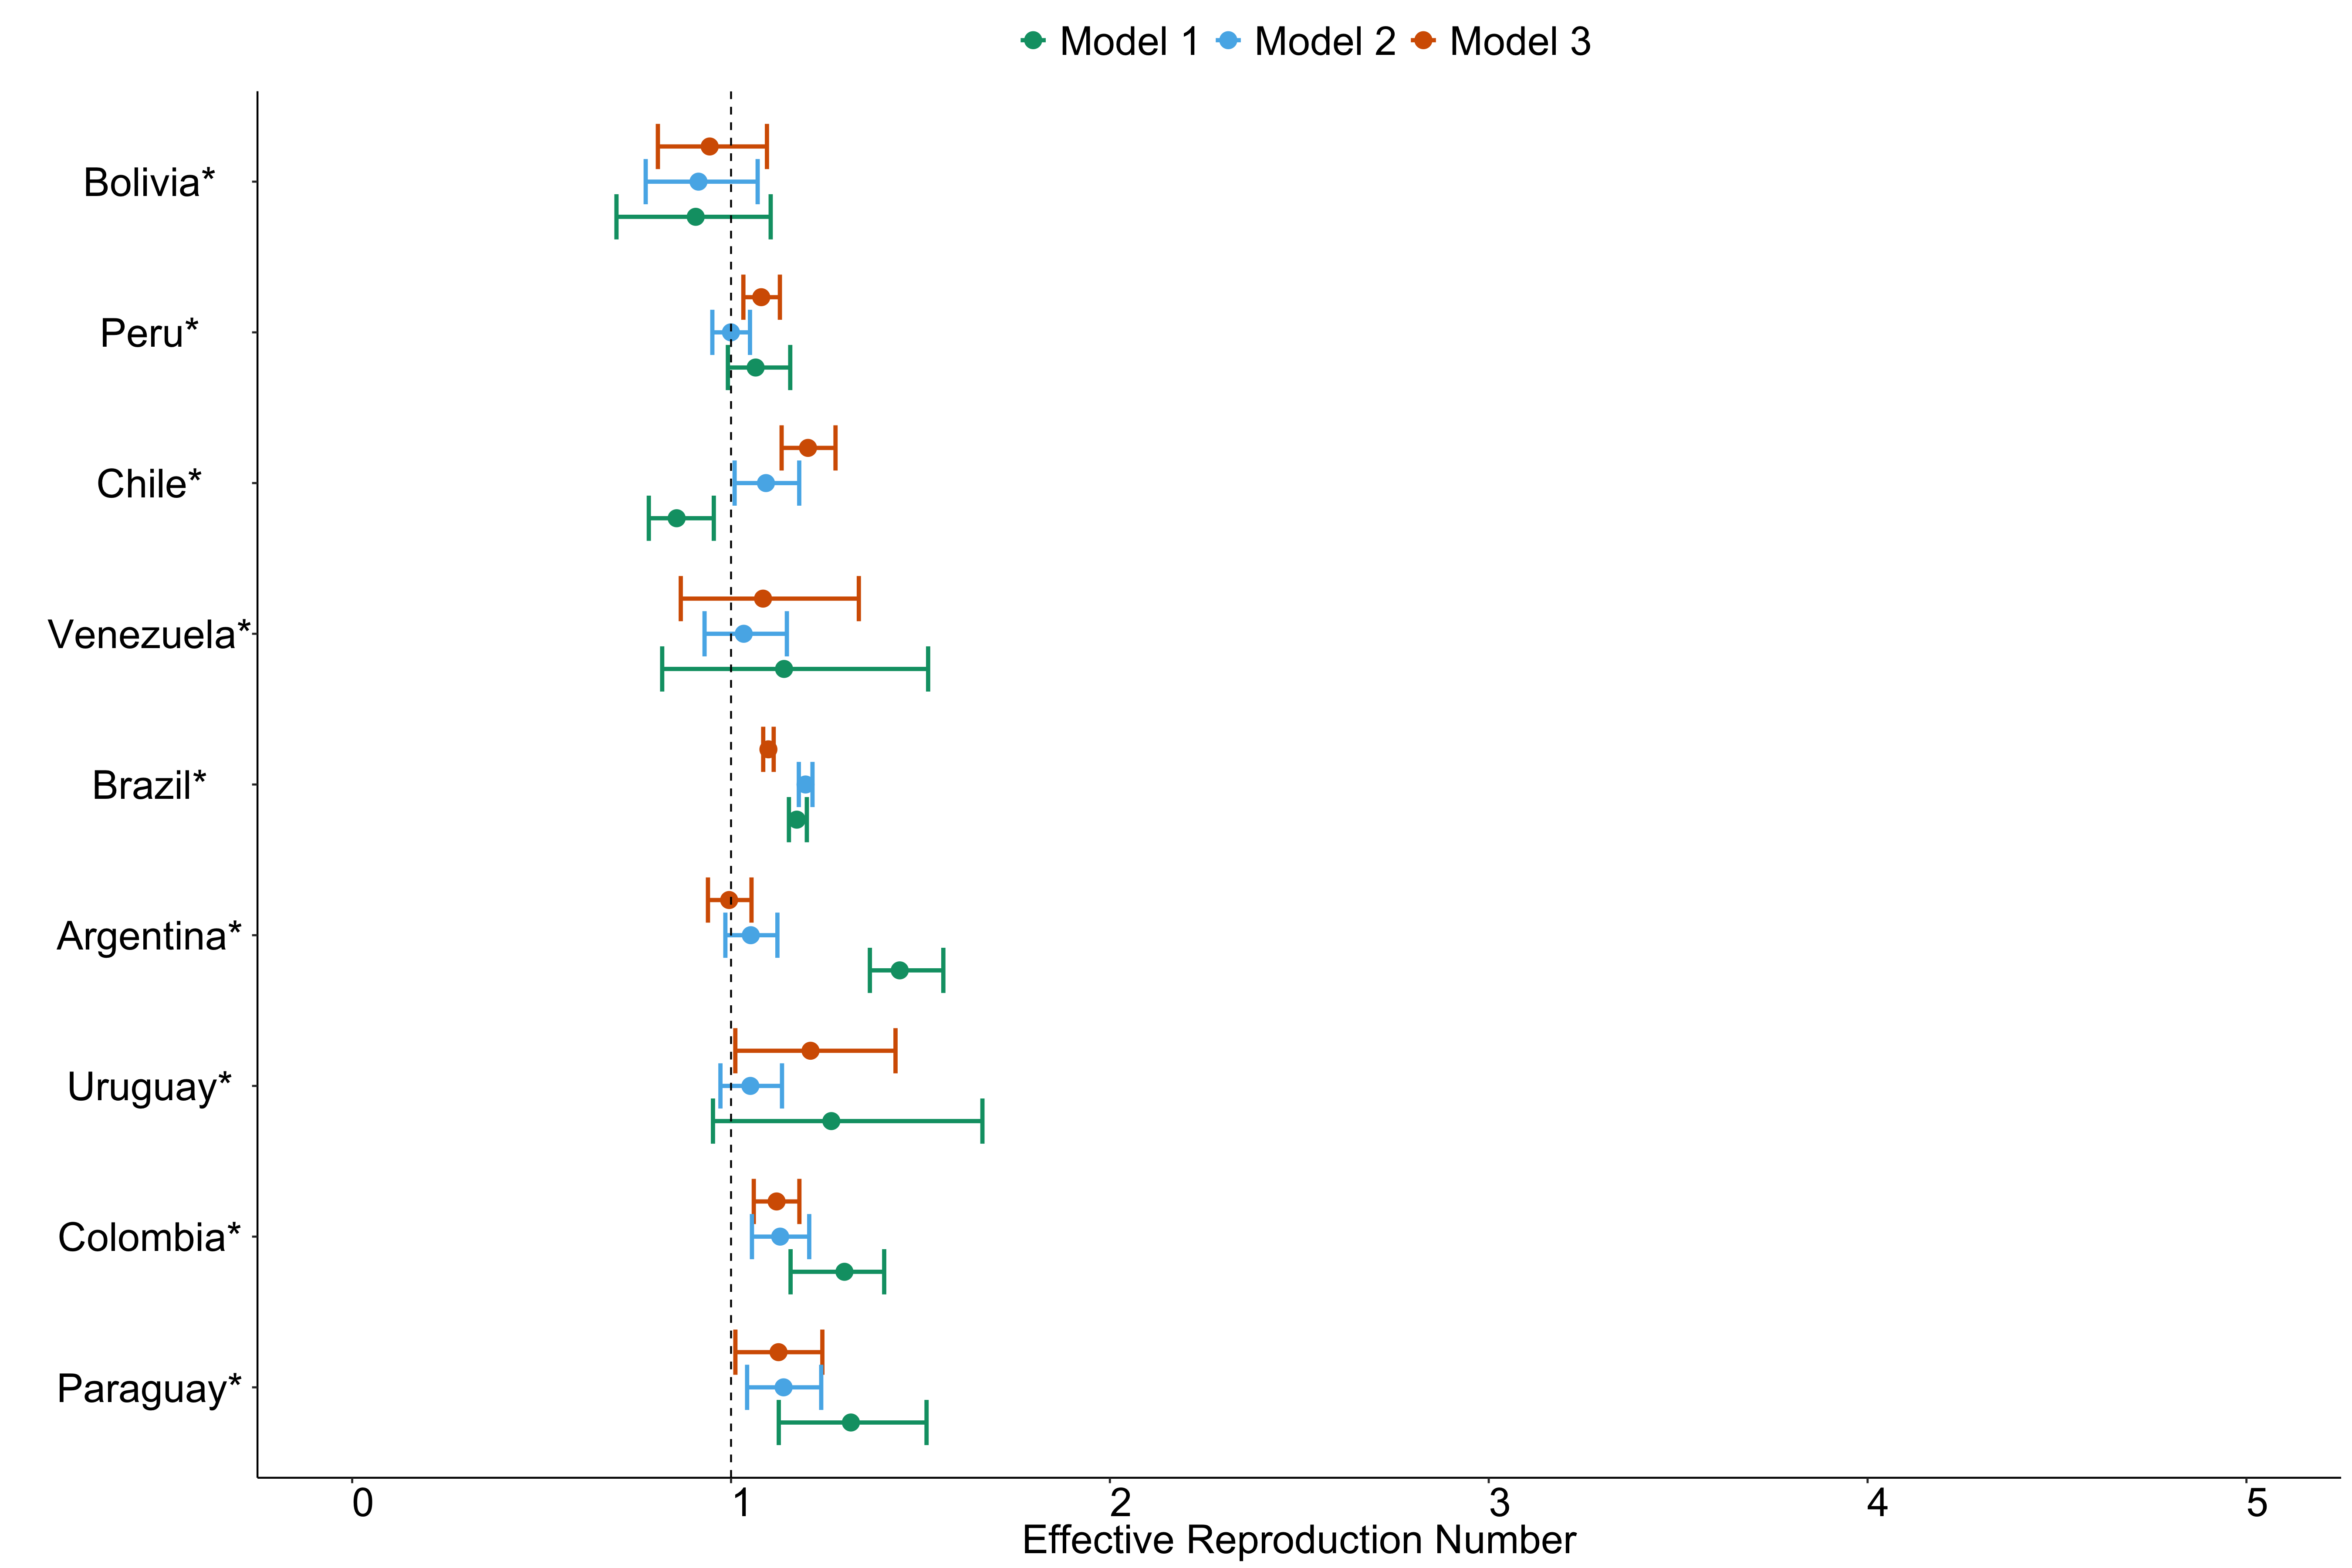 Model 1 Model 2 Model 3
Bolivia*
Peru*
Chile*
Venezuela*
Brazil*
Argentina*
Uruguay*
Colombia*
Paraguay*
0 1 2 3 4 5
Effective Reproduction Number